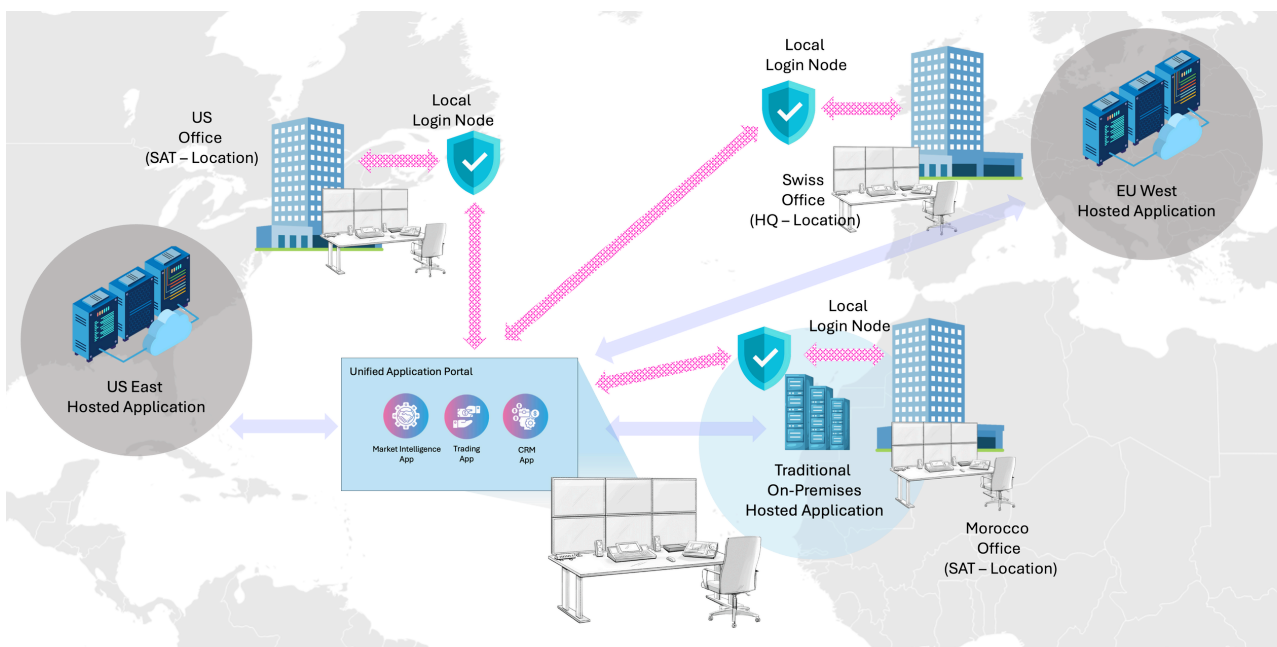 US
Office
(SAT – Location)
Local
Login Node
Local
Login Node
Swiss
Office
(HQ – Location)
EU West
Hosted Application
US East
Hosted Application
Unified Application Portal
Market Intelligence
App
Trading
App
CRM
App
Local
Login Node
Traditional
On-Premises
Hosted Application
Morocco
Office
(SAT – Location)